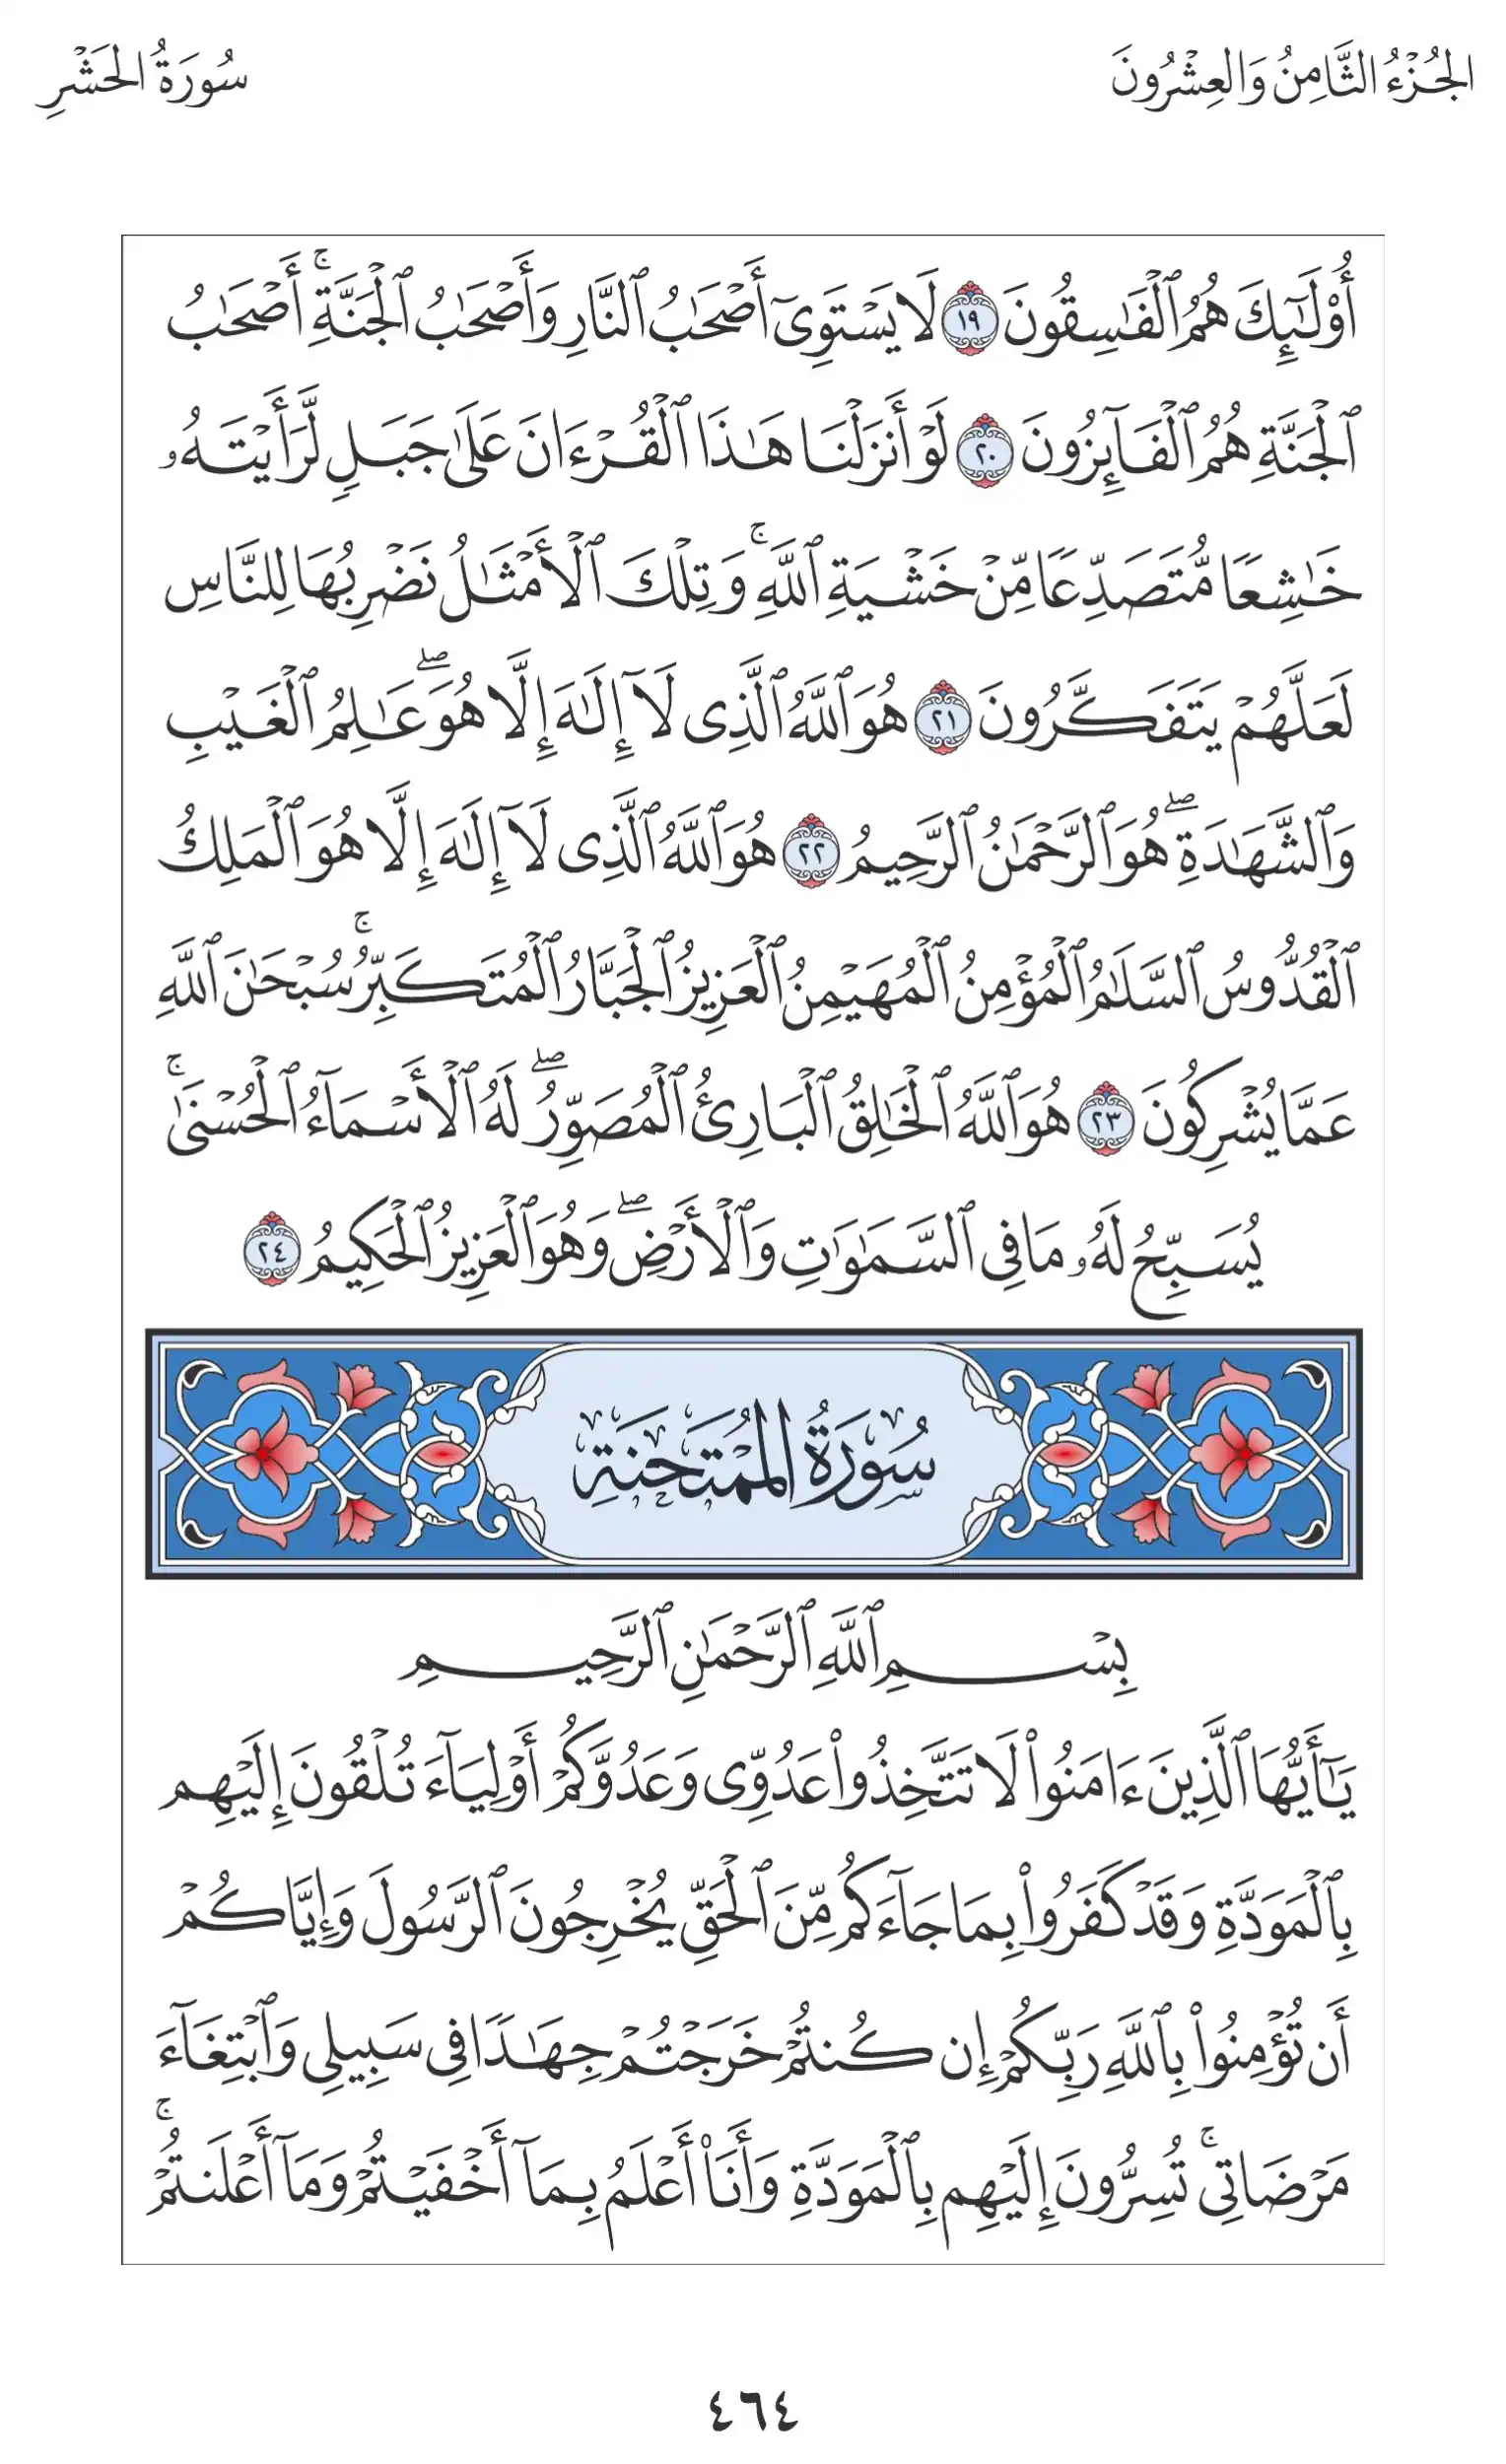 الجُزْءُ الثَّامِنُ وَالعِشْرُونَ
سُورَةُ الحَشْرِ
أُوْلَٰٓئِكَ هُمُ ٱلْفَٰسِقُونَ ١٩ لَا يَسْتَوِىٓ أَصْحَٰبُ ٱلنَّارِ وَأَصْحَٰبُ ٱلْجَنَّةِ ۚ أَصْحَٰبُ
ٱلْجَنَّةِ هُمُ ٱلْفَآئِزُونَ ٢٠ لَوْ أَنزَلْنَا هَٰذَا ٱلْقُرْءَانَ عَلَىٰ جَبَلٍ لَّرَأَيْتَهُۥ
خَٰشِعًا مُّتَصَدِّعًا مِّنْ خَشْيَةِ ٱللَّهِ ۚ وَتِلْكَ ٱلْأَمْثَٰلُ نَضْرِبُهَا لِلنَّاسِ
لَعَلَّهُمْ يَتَفَكَّرُونَ ٢١ هُوَ ٱللَّهُ ٱلَّذِى لَآ إِلَٰهَ إِلَّا هُوَ ۖ عَٰلِمُ ٱلْغَيْبِ
وَٱلشَّهَٰدَةِ ۖ هُوَ ٱلرَّحْمَٰنُ ٱلرَّحِيمُ ٢٢ هُوَ ٱللَّهُ ٱلَّذِى لَآ إِلَٰهَ إِلَّا هُوَ ٱلْمَلِكُ
ٱلْقُدُّوسُ ٱلسَّلَٰمُ ٱلْمُؤْمِنُ ٱلْمُهَيْمِنُ ٱلْعَزِيزُ ٱلْجَبَّارُ ٱلْمُتَكَبِّرُ ۚ سُبْحَٰنَ ٱللَّهِ
عَمَّا يُشْرِكُونَ ٢٣ هُوَ ٱللَّهُ ٱلْخَٰلِقُ ٱلْبَارِئُ ٱلْمُصَوِّرُ ۖ لَهُ ٱلْأَسْمَآءُ ٱلْحُسْنَىٰ ۚ
يُسَبِّحُ لَهُۥ مَا فِى ٱلسَّمَٰوَٰتِ وَٱلْأَرْضِ ۖ وَهُوَ ٱلْعَزِيزُ ٱلْحَكِيمُ ٢٤
سُورَةُ المُمْتَحنَةِ
بِسْمِ ٱللَّهِ ٱلرَّحْمَٰنِ ٱلرَّحِيمِ
يَٰٓأَيُّهَا ٱلَّذِينَ ءَامَنُوا۟ لَا تَتَّخِذُوا۟ عَدُوِّى وَعَدُوَّكُمْ أَوْلِيَآءَ تُلْقُونَ إِلَيْهِم
بِٱلْمَوَدَّةِ وَقَدْ كَفَرُوا۟ بِمَا جَآءَكُم مِّنَ ٱلْحَقِّ يُخْرِجُونَ ٱلرَّسُولَ وَإِيَّاكُمْ
أَن تُؤْمِنُوا۟ بِٱللَّهِ رَبِّكُمْ إِن كُنتُمْ خَرَجْتُمْ جِهَٰدًا فِى سَبِيلِى وَٱبْتِغَآءَ
مَرْضَاتِى ۚ تُسِرُّونَ إِلَيْهِم بِٱلْمَوَدَّةِ وَأَنَا۠ أَعْلَمُ بِمَآ أَخْفَيْتُمْ وَمَآ أَعْلَنتُمْ ۚ
٤٦٤